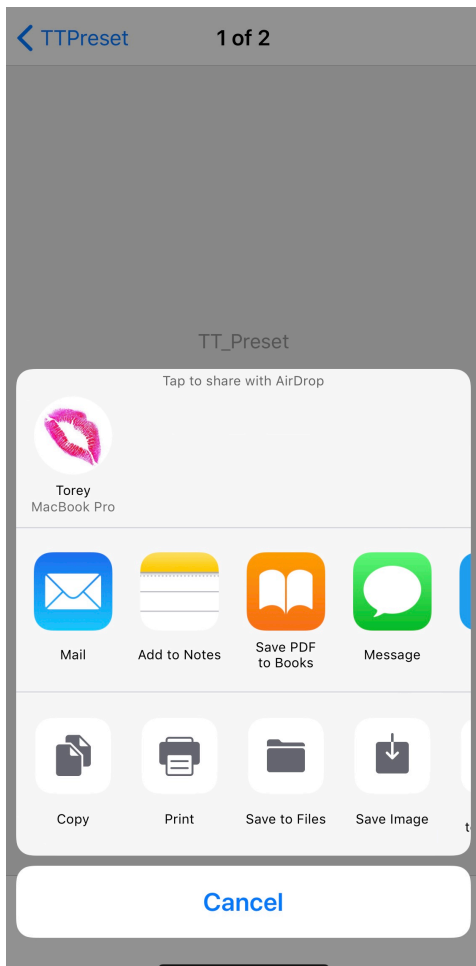 TTPreset
1 of 2
TT_Preset
Tap to share with AirDrop
Torey
MacBook Pro
Mail
Add to Notes
Save PDF
to Books
Message
Copy
Print
Save to Files
Save Image
Cancel